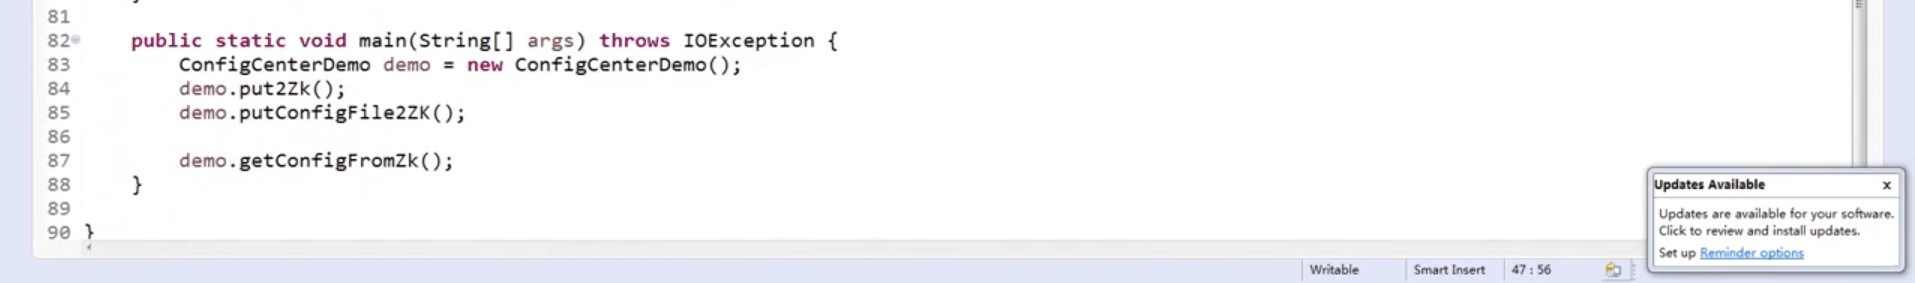 81
82 public static void main(String[] args) throws IOException {
83 ConfigCenterDemo demo = new ConfigCenterDemo();
84 demo.put2Zk();
85 demo.putConfigFile2ZK();
86
87 demo.getConfigFromZk();
88 }
89
90 }
Updates Available x
Updates are available for your software.
Click to review and install updates.
Set up Reminder options
Writable Smart Insert 47 : 56